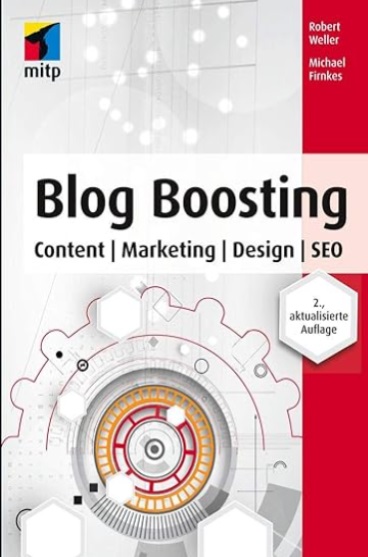 mitp
Robert
Weller
Michael
Firnkes
Blog Boosting
Content | Marketing | Design | SEO
2.,
aktualisierte
Auflage